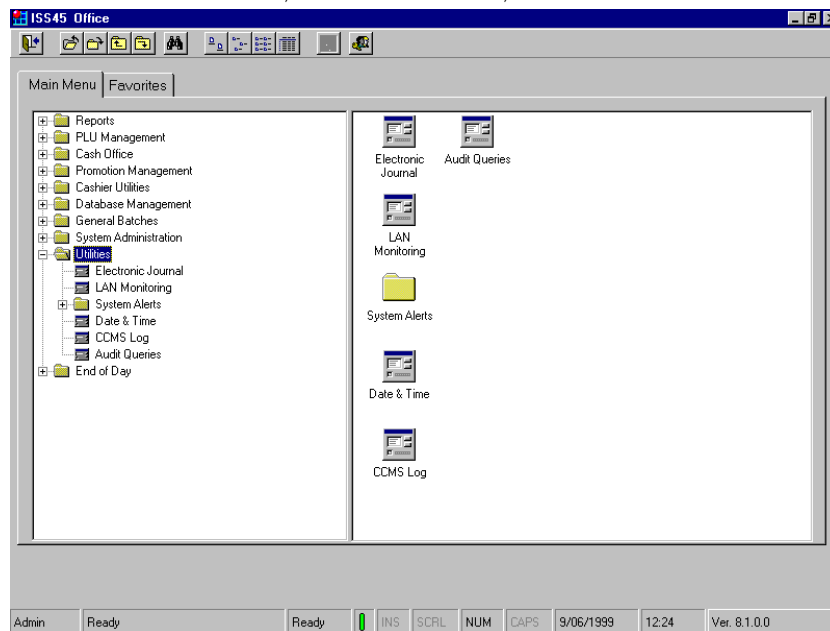 ISS45 Office
Main Menu Favorites
Reports
PLU Management
Cash Office
Promotion Management
Cashier Utilities
Database Management
General Batches
System Administration
Utilities
Electronic Journal
LAN Monitoring
System Alerts
Date & Time
CCMS Log
Audit Queries
End of Day
Electronic
Journal
Audit Queries
LAN
Monitoring
System Alerts
Date & Time
CCMS Log
Admin Ready Ready INS SCRL NUM CAPS 9/06/1999 12:24 Ver. 8.1.0.0